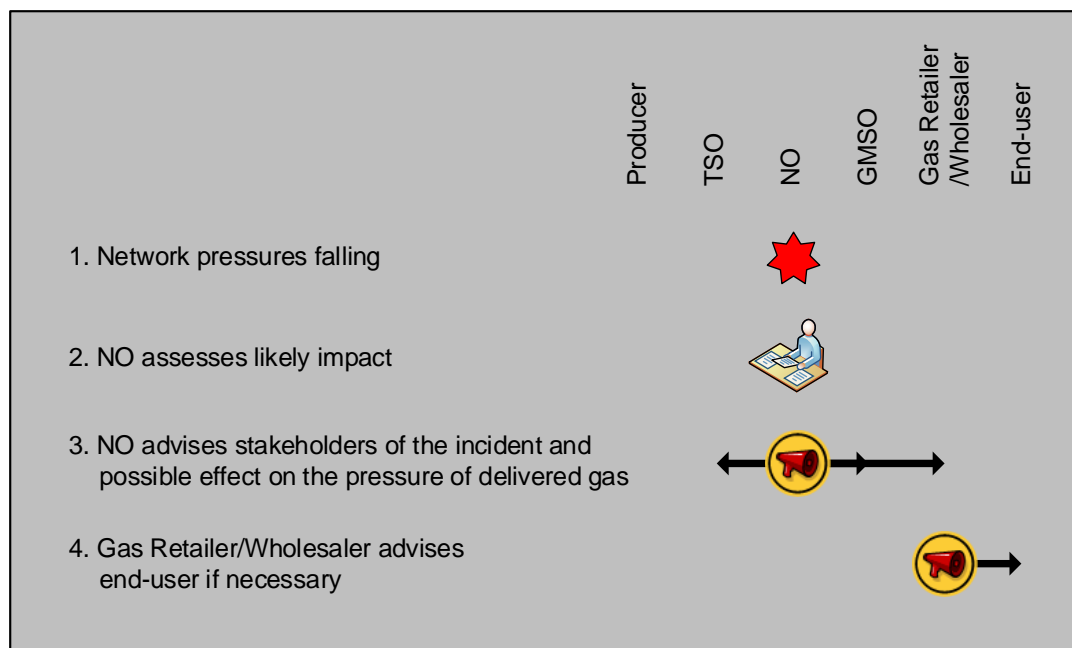 Producer
TSO
NO
GMSO
Gas Retailer
/Wholesaler
End-user
1. Network pressures falling
2. NO assesses likely impact
3. NO advises stakeholders of the incident and
possible effect on the pressure of delivered gas
4. Gas Retailer/Wholesaler advises
end-user if necessary